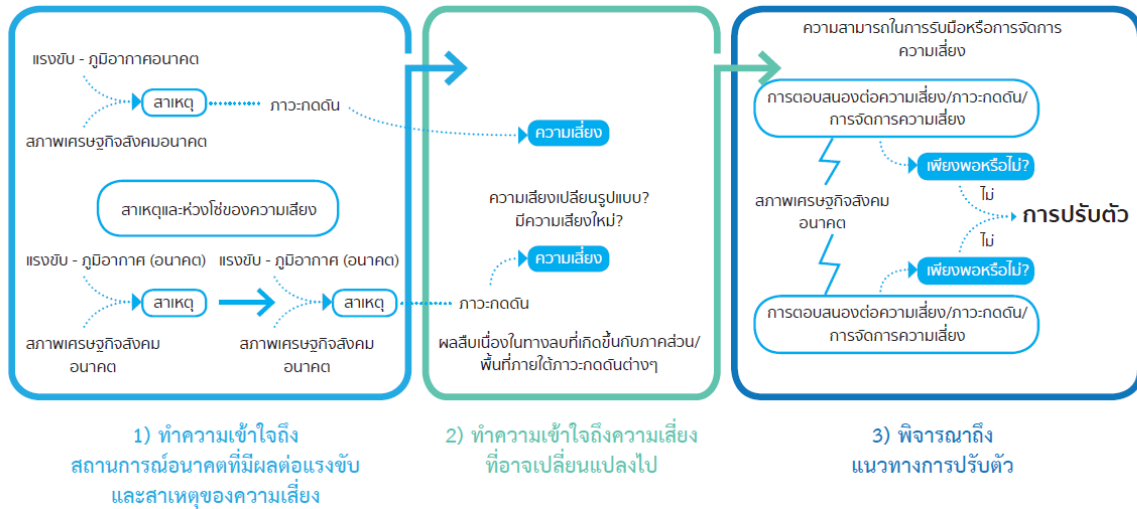 แรงขับ - ภูมิอากาศอนาคต
สาเหตุ
ภาวะกดดัน
สภาพเศรษฐกิจสังคมอนาคต
สาเหตุและห่วงโซ่ของความเสี่ยง
แรงขับ - ภูมิอากาศ (อนาคต)
แรงขับ - ภูมิอากาศ (อนาคต)
สาเหตุ
สาเหตุ
สภาพเศรษฐกิจสังคม
อนาคต
สภาพเศรษฐกิจสังคม
อนาคต
1) ทำความเข้าใจถึง
สถานการณ์อนาคตที่มีผลต่อแรงขับ
และสาเหตุของความเสี่ยง
ความเสี่ยง
ความเสี่ยงเปลี่ยนรูปแบบ?
มีความเสี่ยงใหม่?
ความเสี่ยง
ภาวะกดดัน
ผลสืบเนื่องในทางลบที่เกิดขึ้นกับภาคส่วน/
พื้นที่ภายใต้ภาวะกดดันต่างๆ
2) ทำความเข้าใจถึงความเสี่ยง
ที่อาจเปลี่ยนแปลงไป
ความสามารถในการรับมือหรือการจัดการ
ความเสี่ยง
การตอบสนองต่อความเสี่ยง/ภาวะกดดัน/
การจัดการความเสี่ยง
เพียงพอหรือไม่?
สภาพเศรษฐกิจสังคม
อนาคต
ไม่
การปรับตัว
ไม่
เพียงพอหรือไม่?
การตอบสนองต่อความเสี่ยง/ภาวะกดดัน/
การจัดการความเสี่ยง
3) พิจารณาถึง
แนวทางการปรับตัว